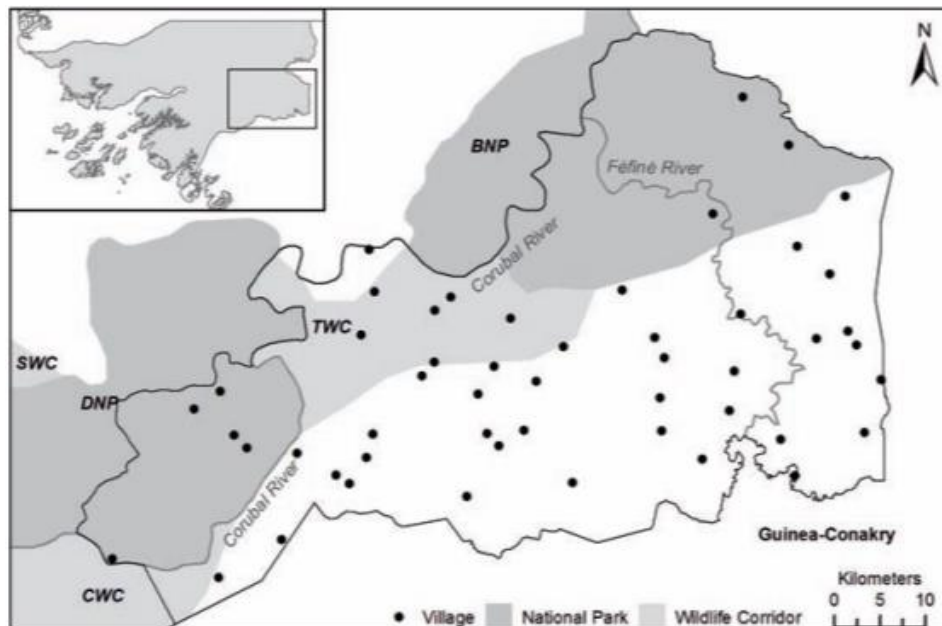 N
BNP
Féfiné River
Corubal River
TWC
SWC
DNP
Corubal River
Guinea-Conakry
CWC
Kilometers
Village National Park Wildlife Corridor 0 5 10